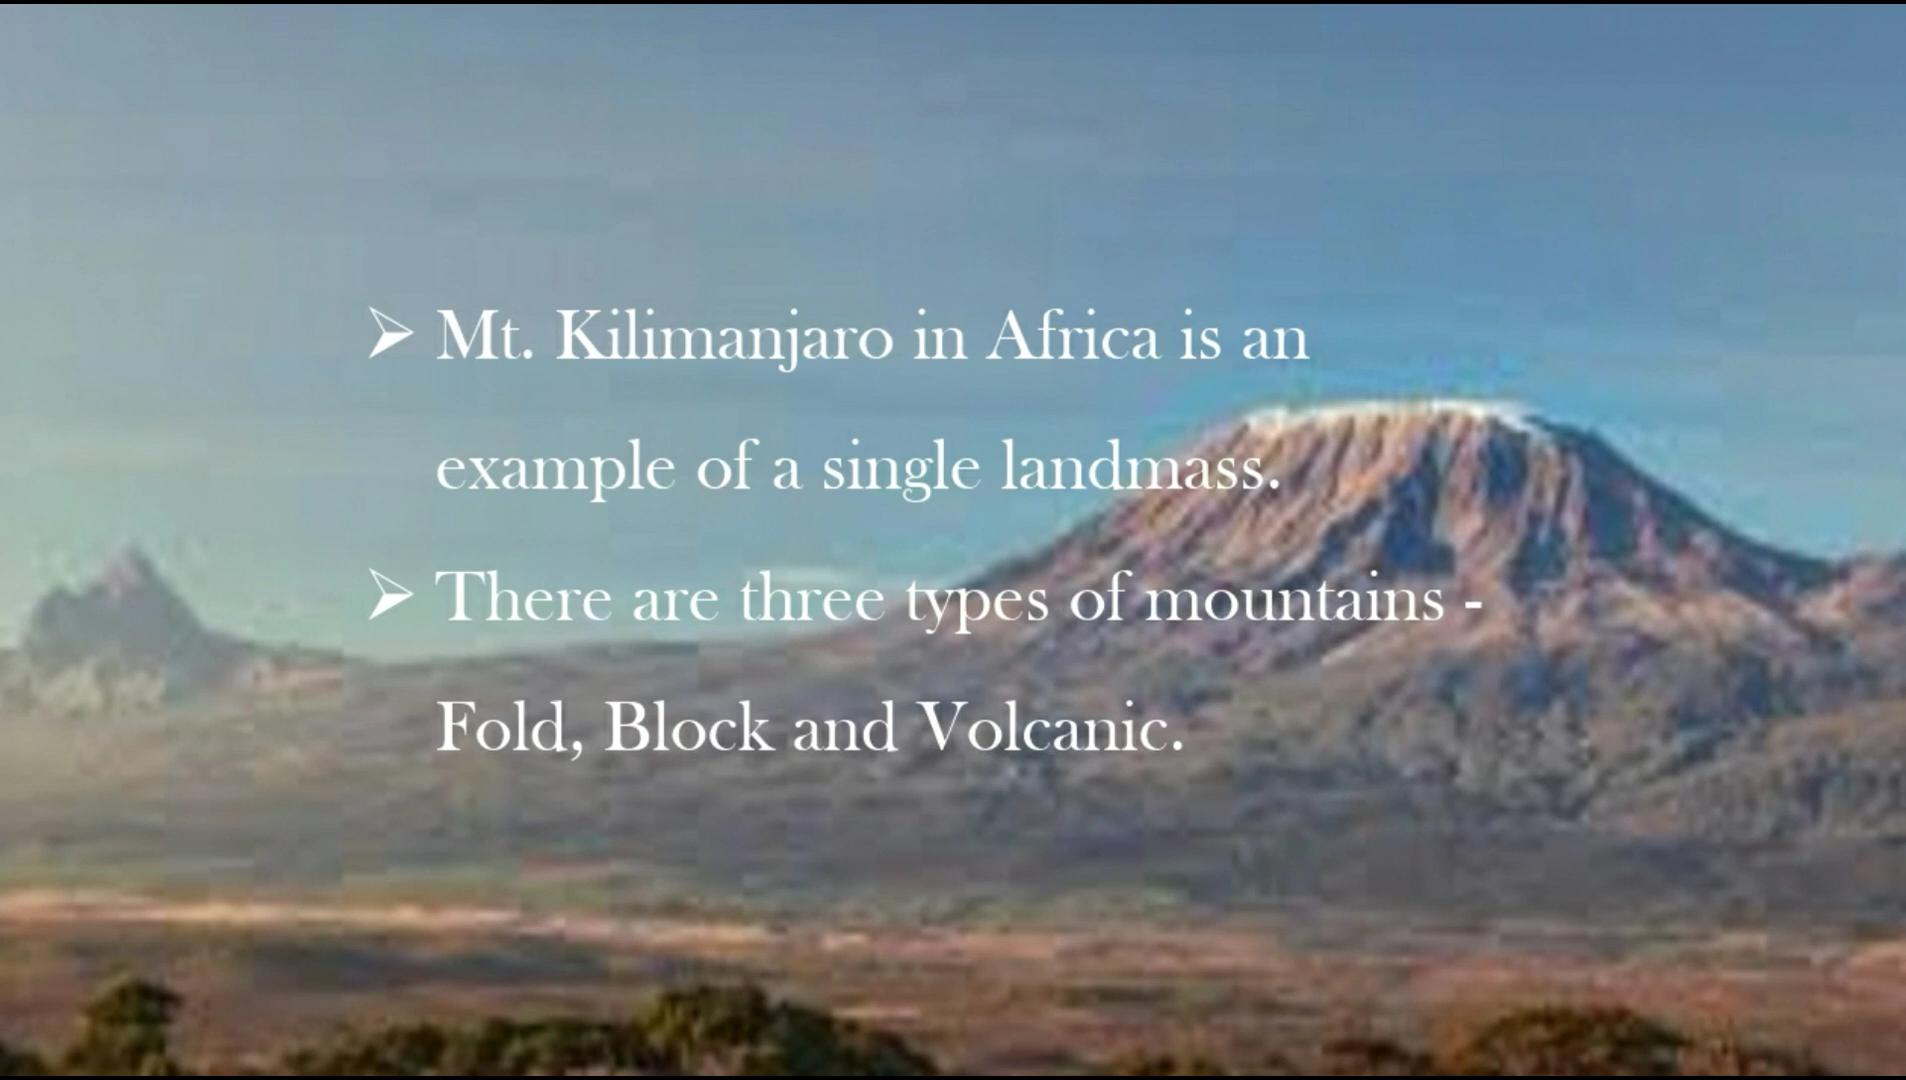 ➢ Mt. Kilimanjaro in Africa is an
example of a single landmass.
➢ There are three types of mountains -
Fold, Block and Volcanic.